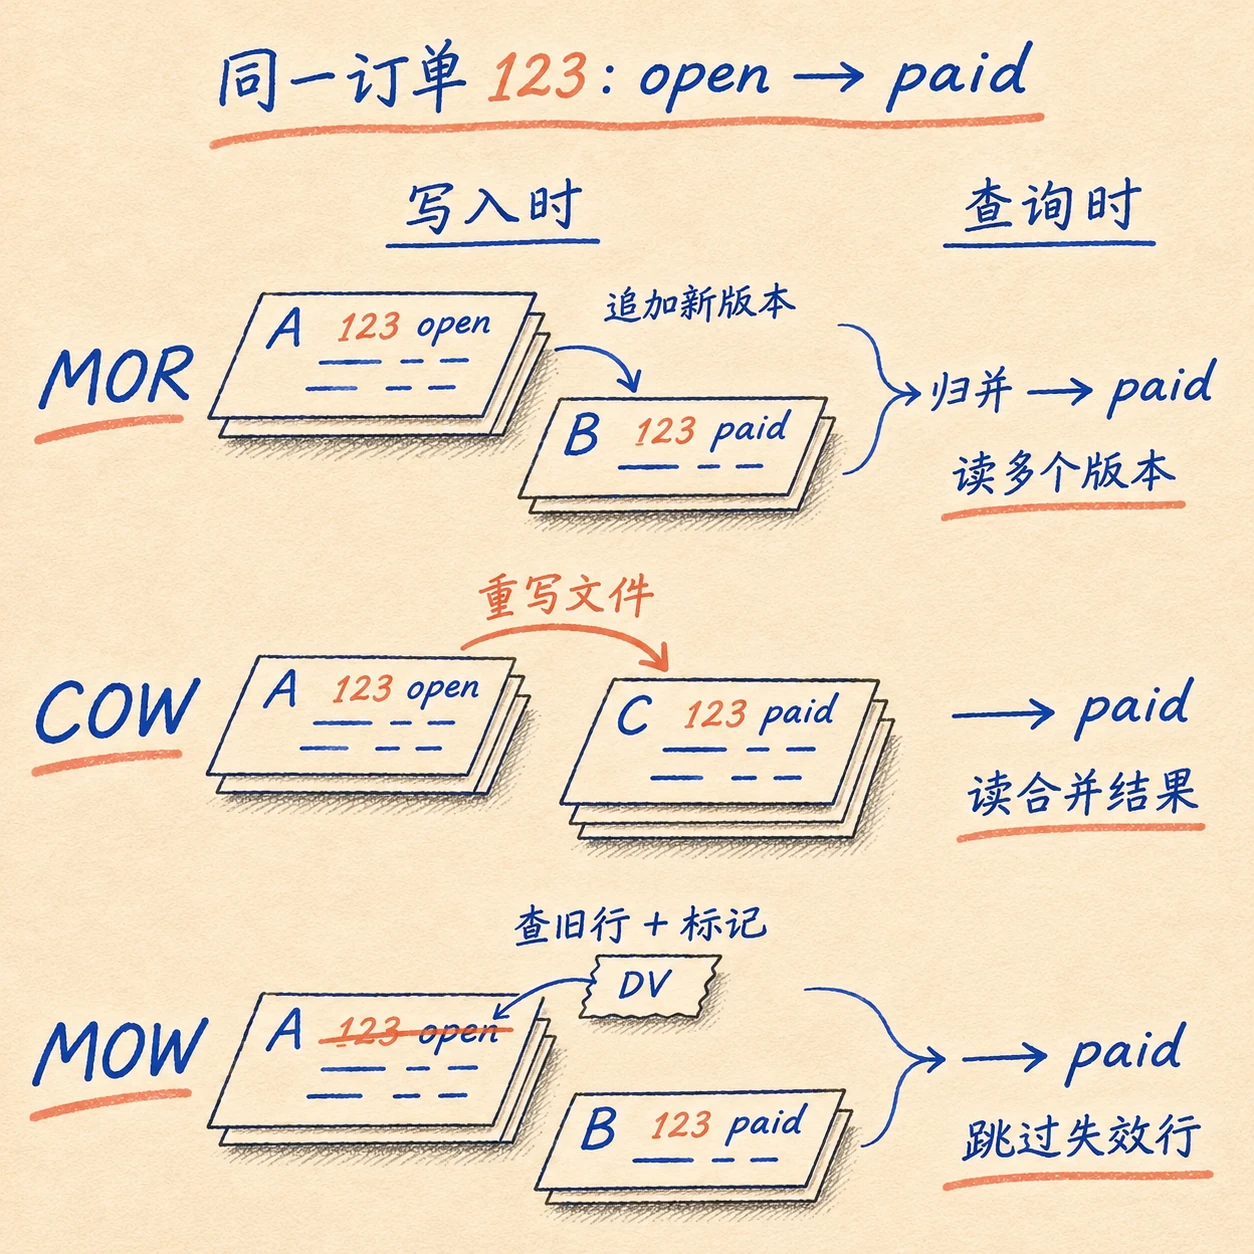 同一订单 123: open → paid
写入时
查询时
MOR
A 123 open
追加新版本
B 123 paid
归并 → paid
读多个版本
COW
重写文件
A 123 open
C 123 paid
→ paid
读合并结果
MOW
查旧行 + 标记
DV
A 123 open
B 123 paid
→ paid
跳过失效行